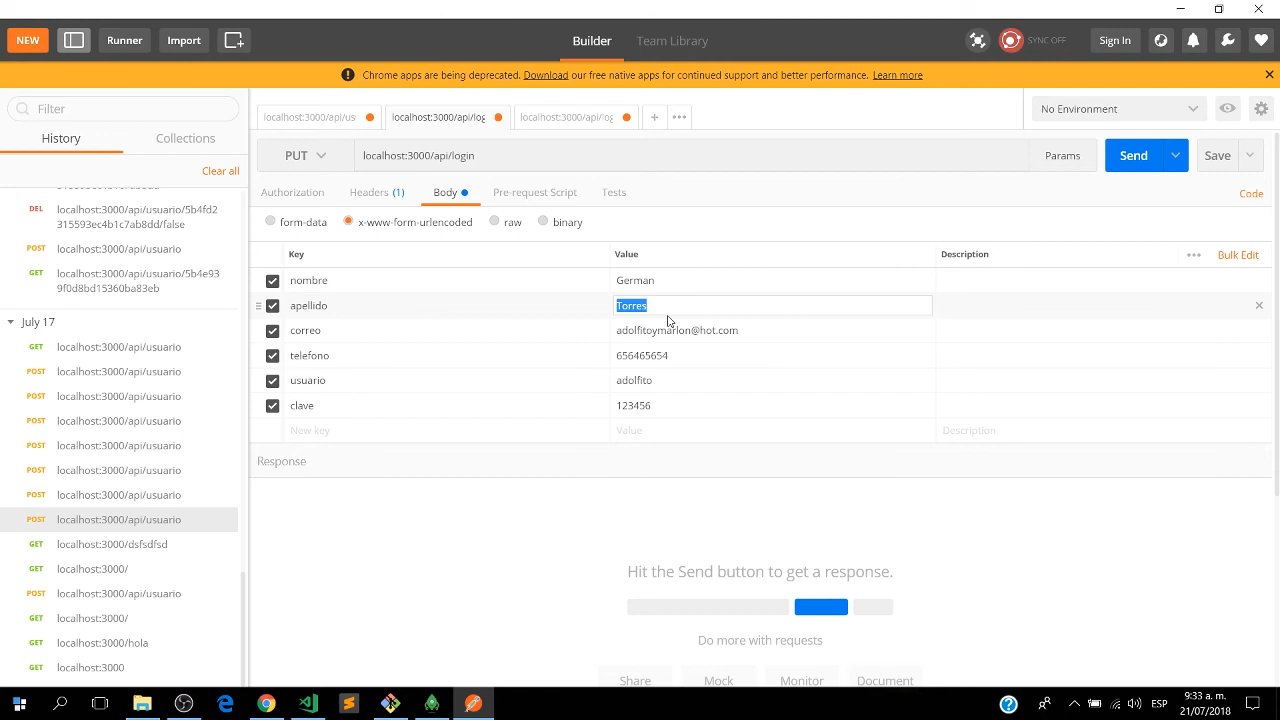 NEW
Runner
Import
Builder
Team Library
SYNC OFF
Sign In
Chrome apps are being deprecated. Download our free native apps for continued support and better performance. Learn more
Filter
History
Collections
Clear all
DEL
localhost:3000/api/usuario/5b4fd2
315593ec4b1c7ab8dd/false
POST localhost:3000/api/usuario
GET localhost:3000/api/usuario/5b4e93
9f0d8bd15360ba83eb
July 17
GET localhost:3000/api/usuario
POST localhost:3000/api/usuario
POST localhost:3000/api/usuario
POST localhost:3000/api/usuario
POST localhost:3000/api/usuario
POST localhost:3000/api/usuario
POST localhost:3000/api/usuario
POST localhost:3000/api/usuario
GET localhost:3000/dsfsdfsd
GET localhost:3000/
POST localhost:3000/api/usuario
GET localhost:3000/
GET localhost:3000/hola
GET localhost:3000
localhost:3000/api/us
localhost:3000/api/log
localhost:3000/api/log
No Environment
PUT
localhost:3000/api/login
Params
Send
Save
Authorization
Headers (1)
Body
Pre-request Script
Tests
Code
form-data
x-www-form-urlencoded
raw
binary
Key Value Description
Bulk Edit
nombre German
apellido Torres
correo adolfitoymarlon@hot.com
telefono 656465654
usuario adolfito
clave 123456
New key Value Description
Response
Hit the Send button to get a response.
Do more with requests
Share Mock Monitor Document
ESP
9:33 a. m.
21/07/2018